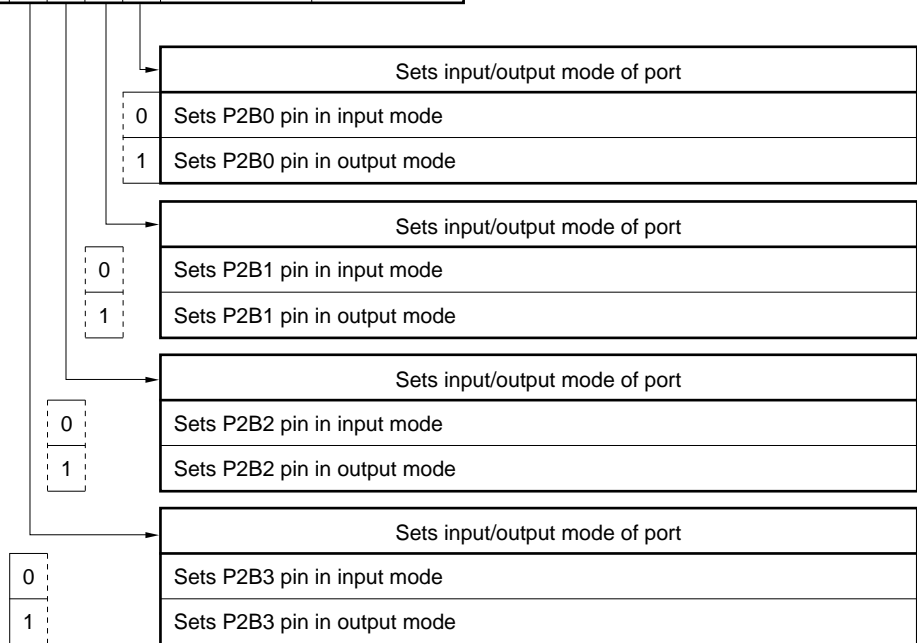 Sets input/output mode of port
0 Sets P2B0 pin in input mode
1 Sets P2B0 pin in output mode
Sets input/output mode of port
0 Sets P2B1 pin in input mode
1 Sets P2B1 pin in output mode
Sets input/output mode of port
0 Sets P2B2 pin in input mode
1 Sets P2B2 pin in output mode
Sets input/output mode of port
0 Sets P2B3 pin in input mode
1 Sets P2B3 pin in output mode